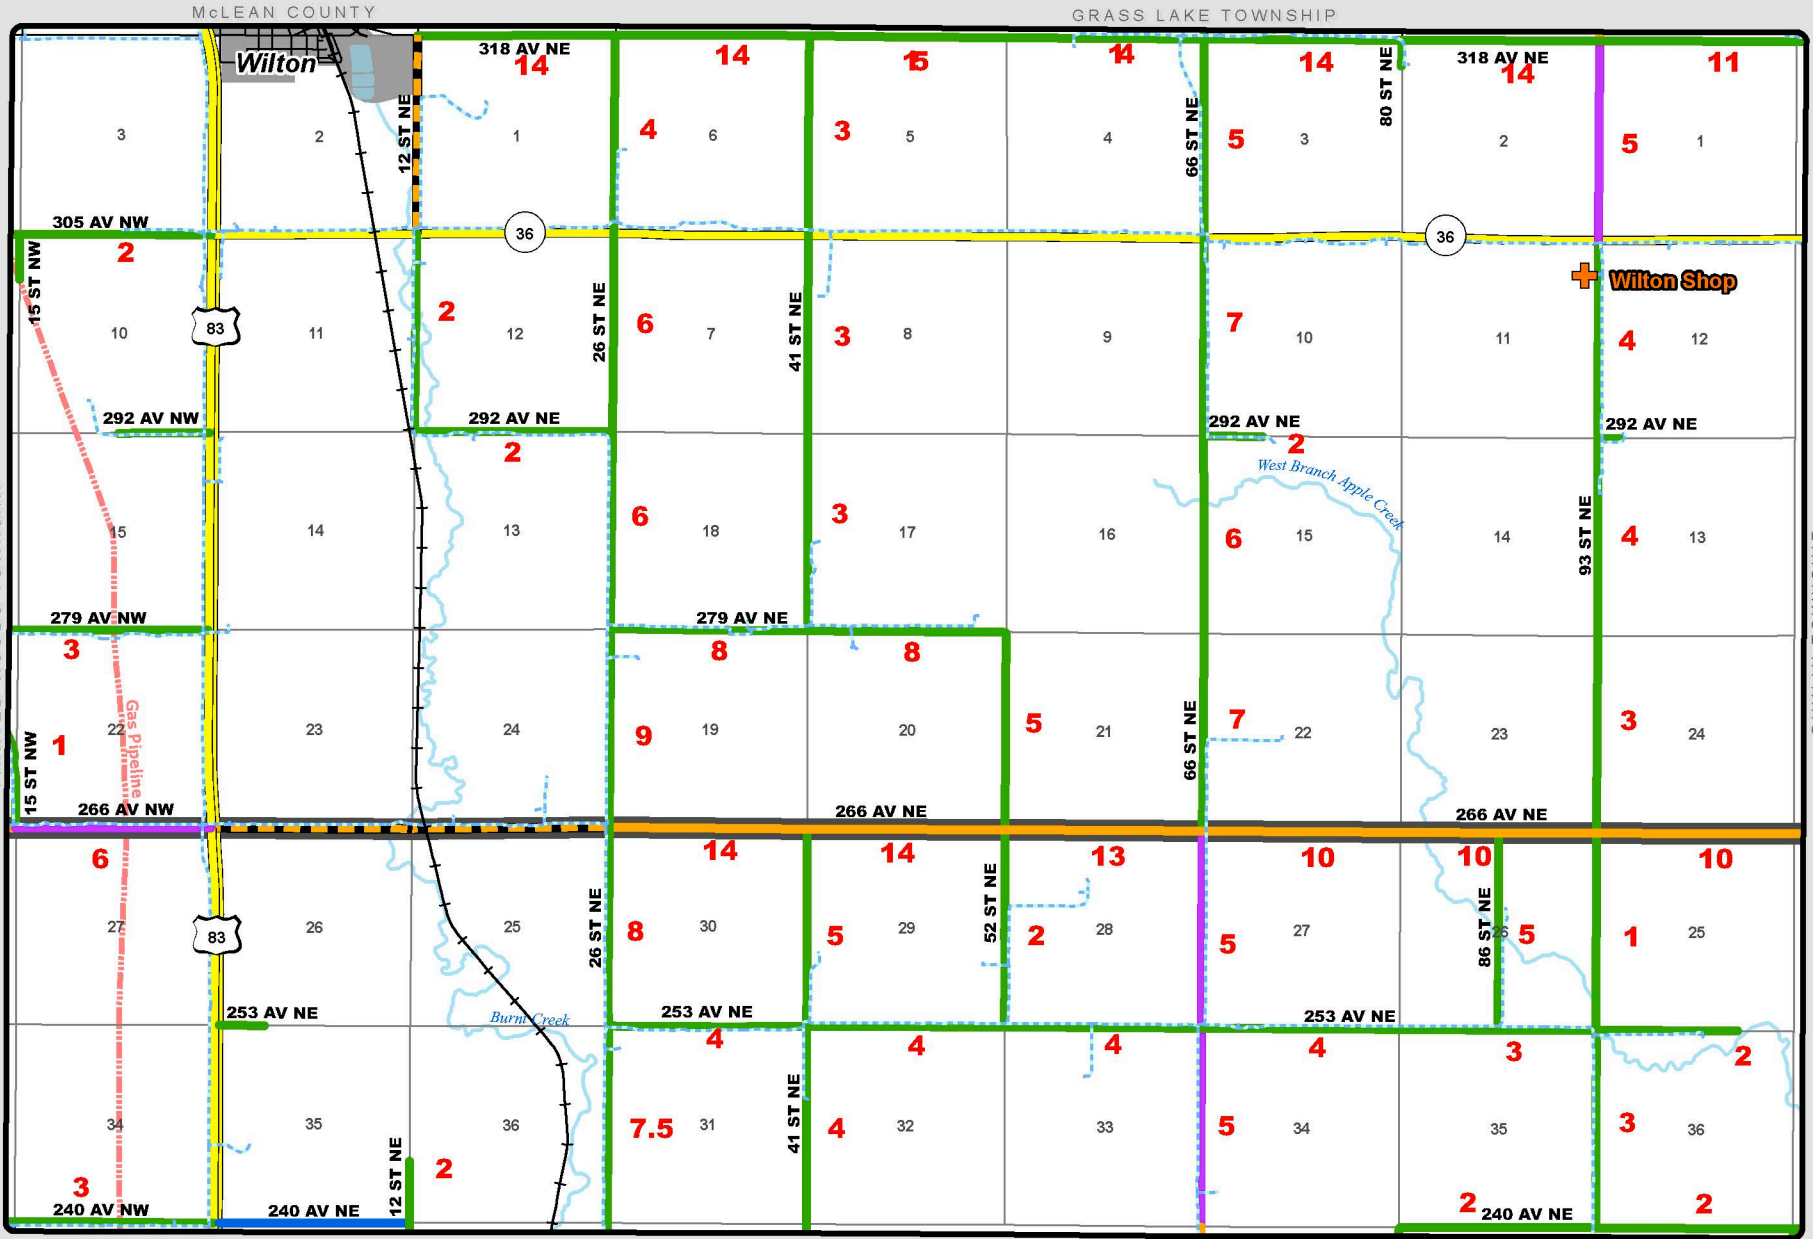 McLEAN COUNTY
GRASS LAKE TOWNSHIP
Wilton
318 AV NE
14
14
14
14
318 AV NE
14
11
12 ST NE
66 ST NE
80 ST NE
3
2
1
4
6
3
5
4
5
3
2
5
1
305 AV NW
2
36
36
15 ST NW
Wilton Shop
83
10
11
2
12
26 ST NE
6
7
41 ST NE
3
8
9
7
10
11
4
12
292 AV NW
292 AV NE
2
292 AV NE
2
292 AV NE
West Branch Apple Creek
93 ST NE
15
14
13
6
18
3
17
16
6
15
14
4
13
279 AV NW
3
279 AV NE
8
8
15 ST NW
1
22
Gas Pipeline
23
24
9
19
20
5
21
66 ST NE
7
22
23
3
24
266 AV NW
6
266 AV NE
266 AV NE
14
14
13
10
10
10
27
83
26
25
26 ST NE
8
30
5
29
52 ST NE
2
28
5
27
86 ST NE
26
5
1
25
253 AV NE
Burnt Creek
253 AV NE
4
4
4
253 AV NE
4
3
2
34
35
36
7.5
31
41 ST NE
4
32
33
5
34
35
3
36
3
240 AV NW
240 AV NE
12 ST NE
2
2
240 AV NE
2